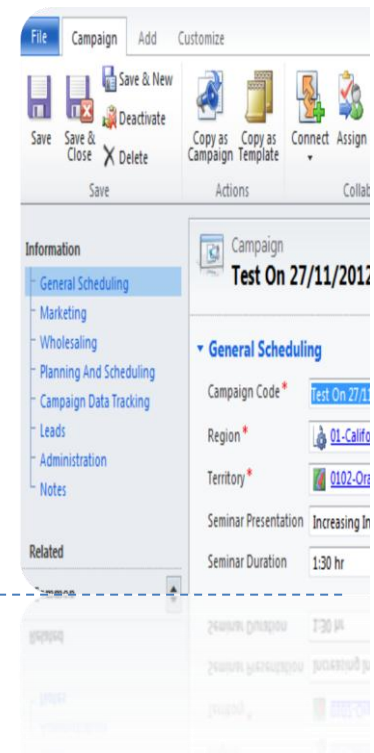 File Campaign Add Customize
Save
Save & Close
Save & New
Deactivate
Delete
Copy as Campaign
Copy as Template
Connect
Assign
Save
Actions
Collab
Information
General Scheduling
Marketing
Wholesaling
Planning And Scheduling
Campaign Data Tracking
Leads
Administration
Notes
Related
Common
Campaign
Test On 27/11/2012
General Scheduling
Campaign Code* Test On 27/11
Region* 01-Califo
Territory* 0102-Ora
Seminar Presentation Increasing In
Seminar Duration 1:30 hr